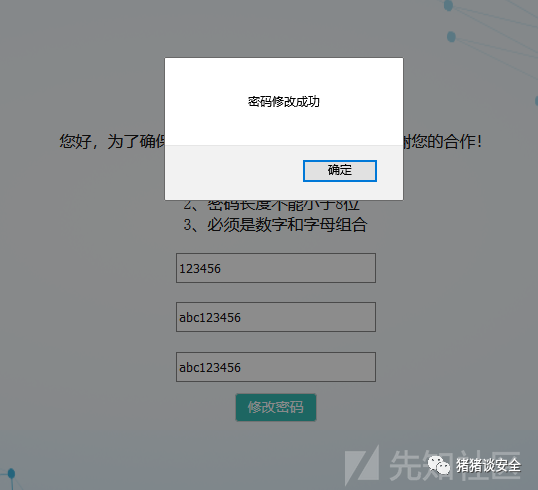 密码修改成功
您好，为了确保
谢您的合作！
确定
2、密码长度不能小于8位
3、必须是数字和字母组合
123456
abc123456
abc123456
修改密码
先知社区
猪猪谈安全